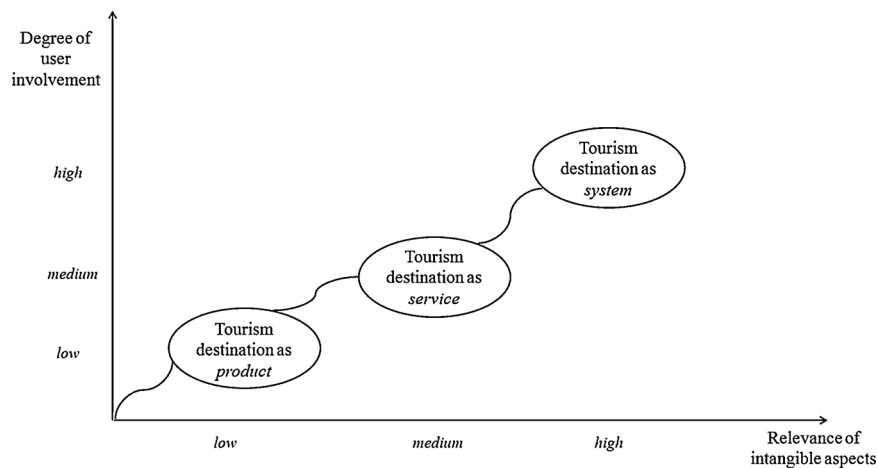 Degree of
user
involvement
high
medium
low
Tourism
destination as
system
Tourism
destination as
service
Tourism
destination as
product
low
medium
high
Relevance of
intangible aspects